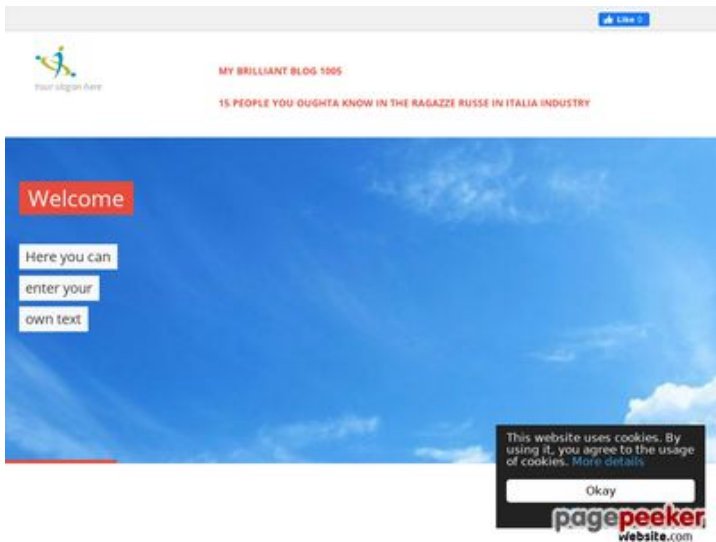 Like 0
Your slogan here
MY BRILLIANT BLOG 1005
15 PEOPLE YOU OUGHTA KNOW IN THE RAGAZZE RUSSE IN ITALIA INDUSTRY
Welcome
Here you can
enter your
own text
This website uses cookies. By
using it, you agree to the usage
of cookies. More details
Okay
pagepeeker
website.com